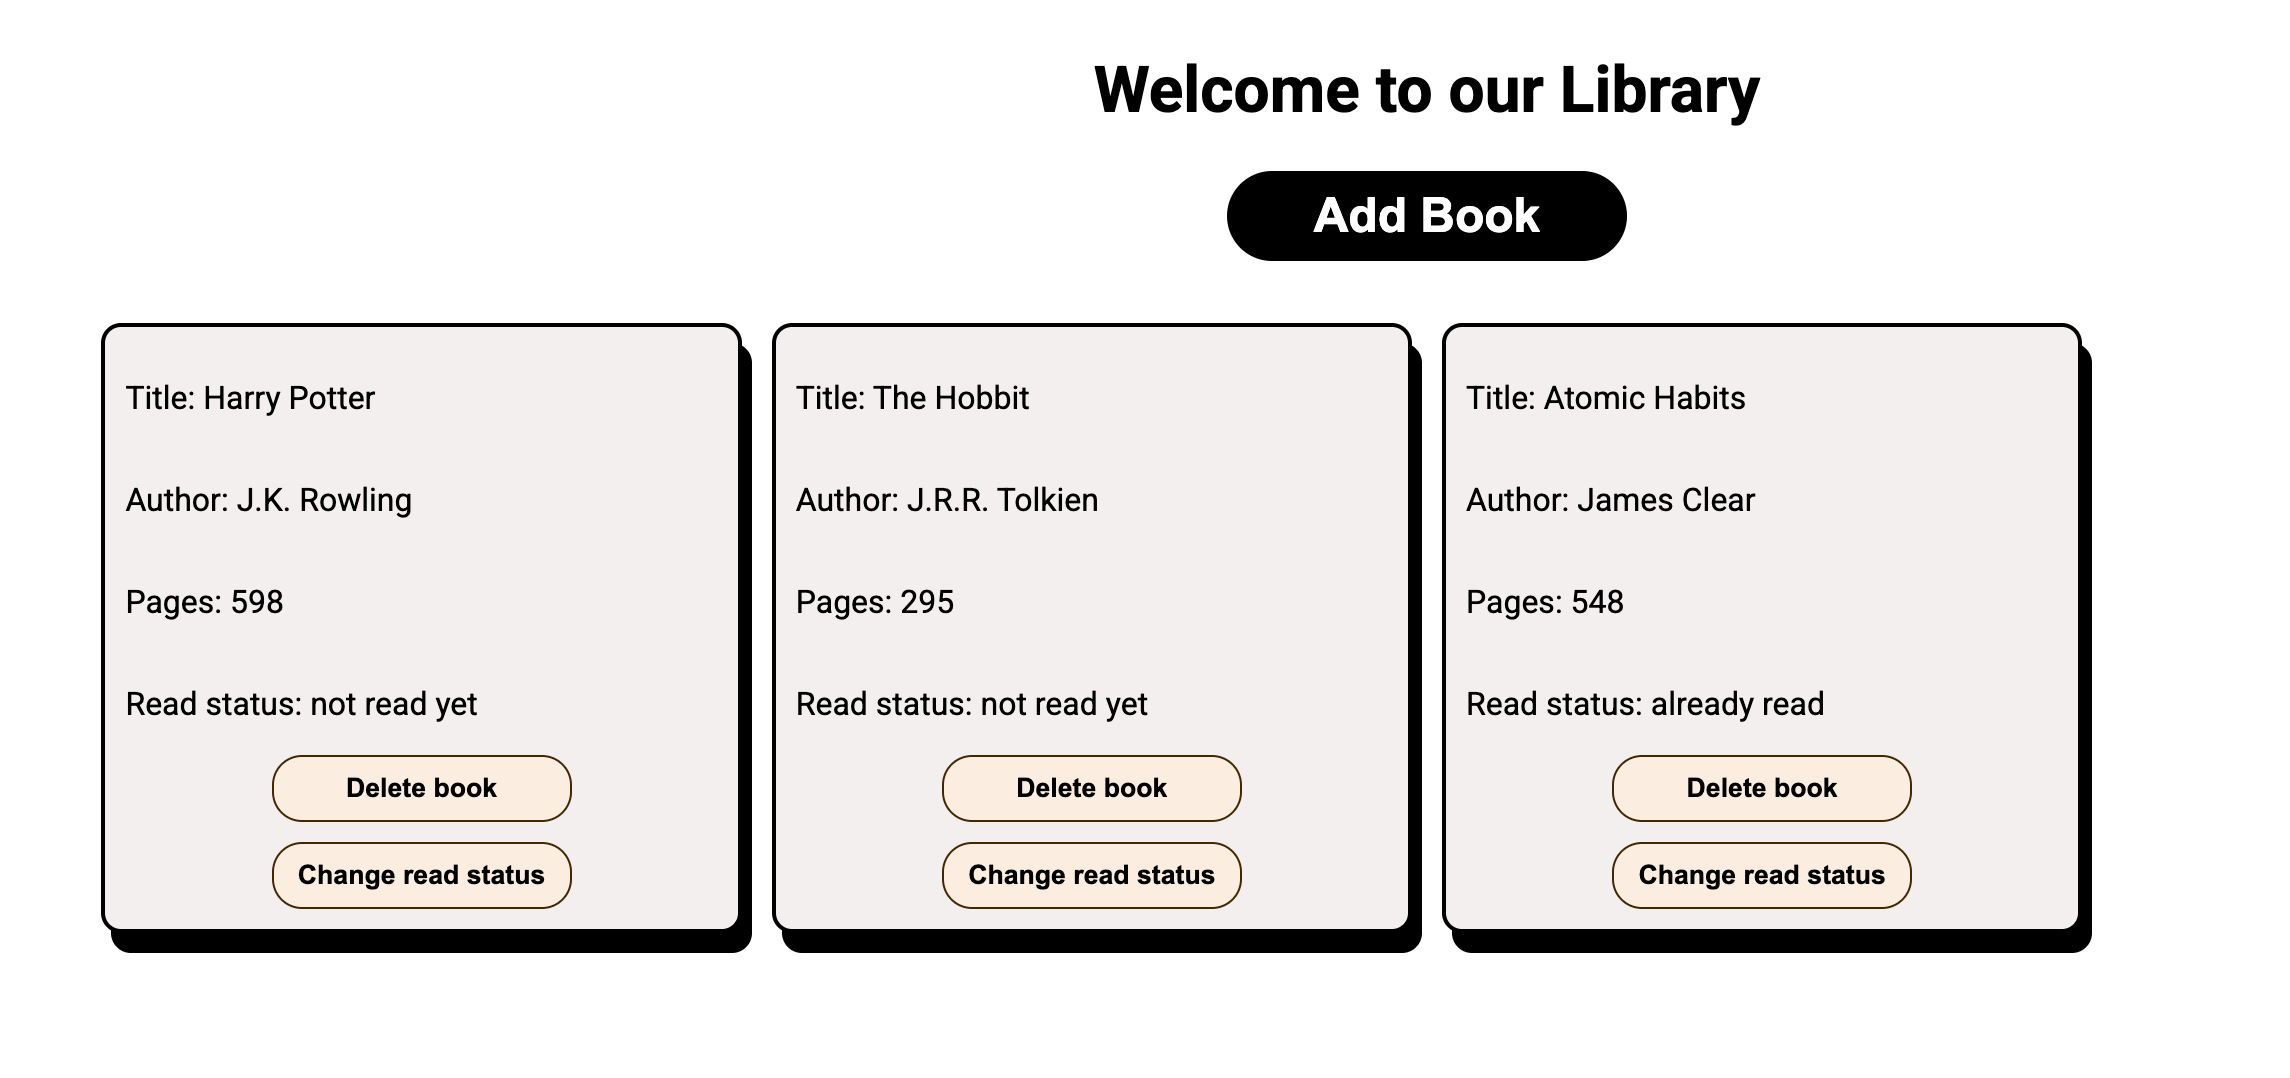 Welcome to our Library
Add Book
Title: Harry Potter
Author: J.K. Rowling
Pages: 598
Read status: not read yet
Delete book
Change read status
Title: The Hobbit
Author: J.R.R. Tolkien
Pages: 295
Read status: not read yet
Delete book
Change read status
Title: Atomic Habits
Author: James Clear
Pages: 548
Read status: already read
Delete book
Change read status